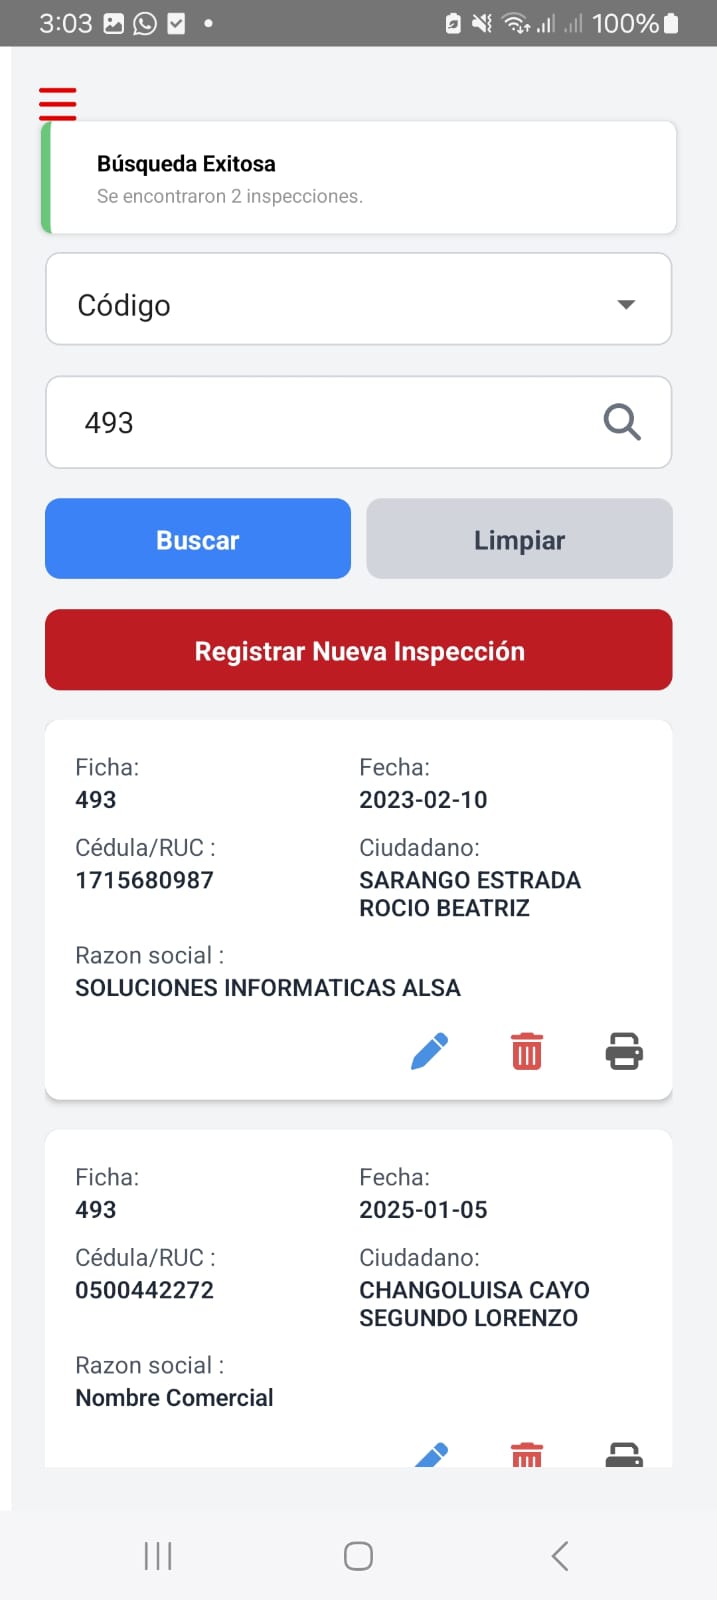 3:03 100%
Búsqueda Exitosa
Se encontraron 2 inspecciones.
Código
493
Buscar Limpiar
Registrar Nueva Inspección
Ficha: Fecha:
493 2023-02-10
Cédula/RUC : Ciudadano:
1715680987 SARANGO ESTRADA
ROCIO BEATRIZ
Razon social :
SOLUCIONES INFORMATICAS ALSA
Ficha: Fecha:
493 2025-01-05
Cédula/RUC : Ciudadano:
0500442272 CHANGOLUISA CAYO
SEGUNDO LORENZO
Razon social :
Nombre Comercial